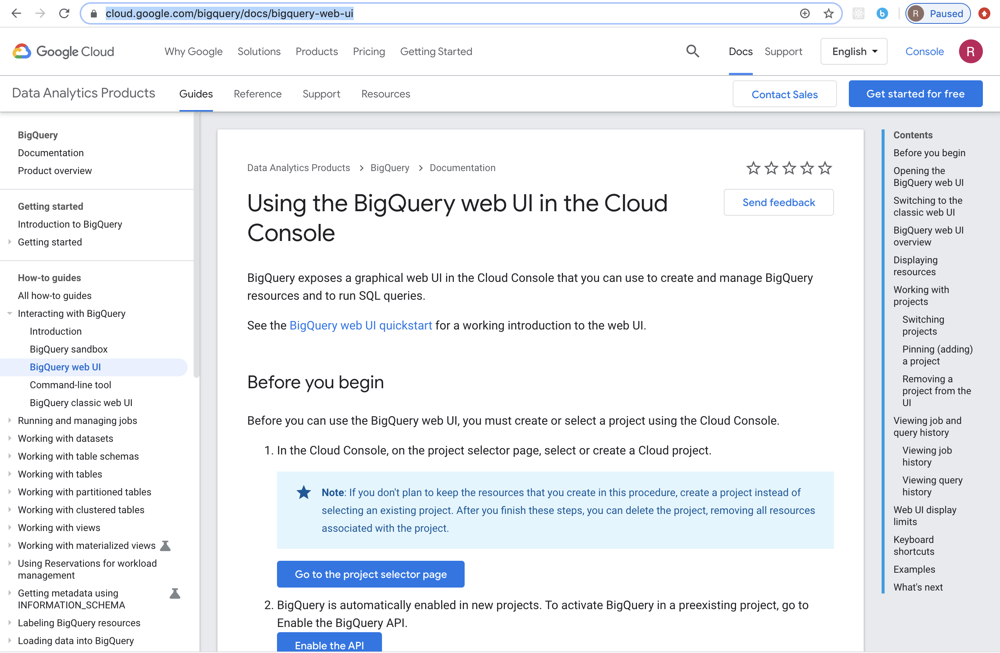 cloud.google.com/bigquery/docs/bigquery-web-ui
b
R
Paused
Google Cloud
Why Google
Solutions
Products
Pricing
Getting Started
Docs
Support
English
Console
R
Data Analytics Products
Guides
Reference
Support
Resources
Contact Sales
Get started for free
BigQuery
Documentation
Product overview
Getting started
Introduction to BigQuery
Getting started
How-to guides
All how-to guides
Interacting with BigQuery
Introduction
BigQuery sandbox
BigQuery web UI
Command-line tool
BigQuery classic web UI
Running and managing jobs
Working with datasets
Working with table schemas
Working with tables
Working with partitioned tables
Working with clustered tables
Working with views
Working with materialized views
Using Reservations for workload
management
Getting metadata using
INFORMATION_SCHEMA
Labeling BigQuery resources
Loading data into BigQuery
Data Analytics Products > BigQuery > Documentation
Using the BigQuery web UI in the Cloud
Console
Send feedback
BigQuery exposes a graphical web UI in the Cloud Console that you can use to create and manage BigQuery
resources and to run SQL queries.
See the BigQuery web UI quickstart for a working introduction to the web UI.
Before you begin
Before you can use the BigQuery web UI, you must create or select a project using the Cloud Console.
1. In the Cloud Console, on the project selector page, select or create a Cloud project.
Note: If you don't plan to keep the resources that you create in this procedure, create a project instead of
selecting an existing project. After you finish these steps, you can delete the project, removing all resources
associated with the project.
Go to the project selector page
2. BigQuery is automatically enabled in new projects. To activate BigQuery in a preexisting project, go to
Enable the BigQuery API.
Enable the API
Contents
Before you begin
Opening the
BigQuery web UI
Switching to the
classic web UI
BigQuery web UI
overview
Displaying
resources
Working with
projects
Switching
projects
Pinning (adding)
a project
Removing a
project from the
UI
Viewing job and
query history
Viewing job
history
Viewing query
history
Web UI display
limits
Keyboard
shortcuts
Examples
What's next